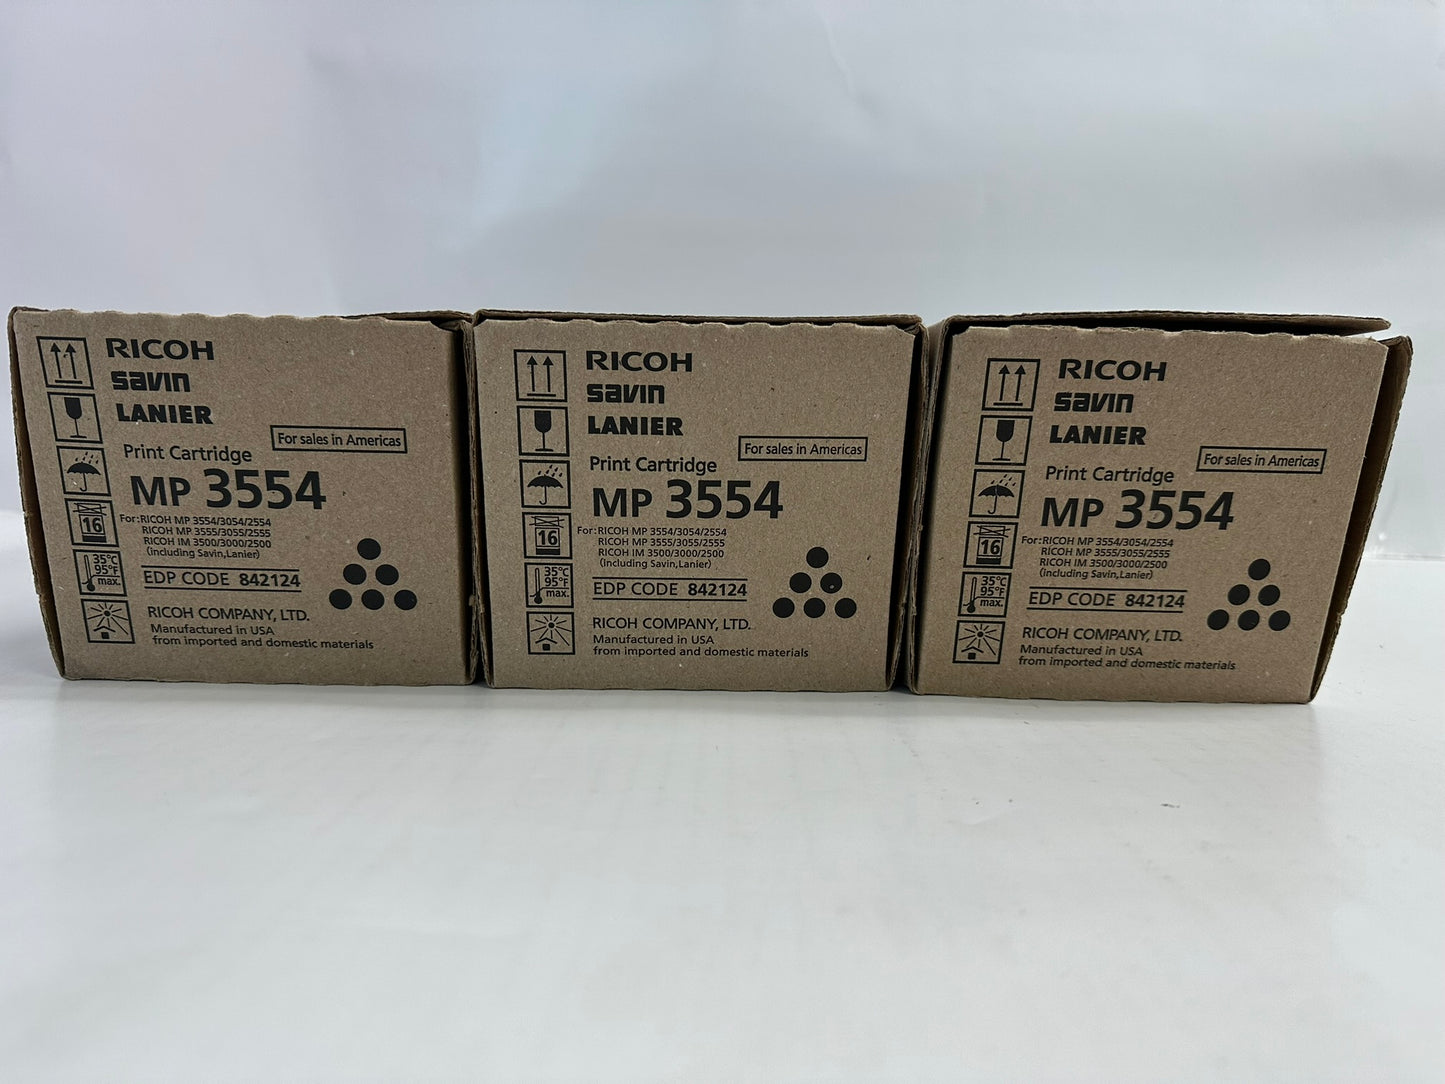 RICOH
savin
LANIER
For sales in Americas
Print Cartridge
MP 3554
For:RICOH MP 3554/3054/2554
RICOH MP 3555/3055/2555
RICOH IM 3500/3000/2500
(including Savin,Lanier)
EDP CODE 842124
RICOH COMPANY, LTD.
Manufactured in USA
from imported and domestic materials
16
35°C
95°F
max.
RICOH
savin
LANIER
For sales in Americas
Print Cartridge
MP 3554
For:RICOH MP 3554/3054/2554
RICOH MP 3555/3055/2555
RICOH IM 3500/3000/2500
(including Savin,Lanier)
EDP CODE 842124
RICOH COMPANY, LTD.
Manufactured in USA
from imported and domestic materials
16
35°C
95°F
max.
RICOH
savin
LANIER
For sales in Americas
Print Cartridge
MP 3554
For:RICOH MP 3554/3054/2554
RICOH MP 3555/3055/2555
RICOH IM 3500/3000/2500
(including Savin,Lanier)
EDP CODE 842124
RICOH COMPANY, LTD.
Manufactured in USA
from imported and domestic materials
16
35°C
95°F
max.